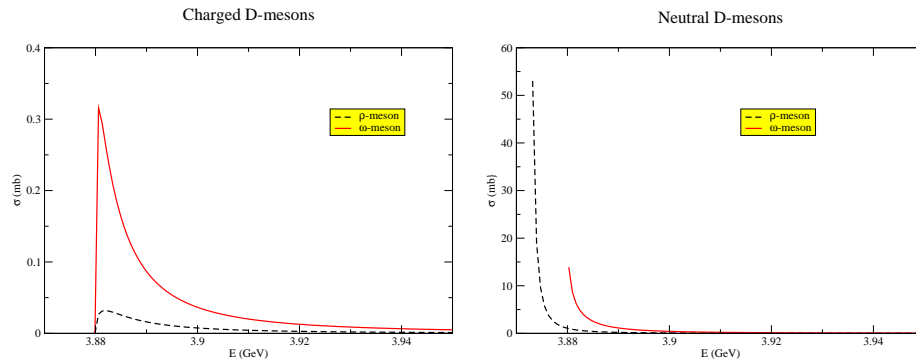 Charged D-mesons
0.4
0.3
0.2
0.1
0
σ (mb)
ρ-meson
ω-meson
3.88
3.9
3.92
3.94
E (GeV)
Neutral D-mesons
60
50
40
30
20
10
0
σ (mb)
ρ-meson
ω-meson
3.88
3.9
3.92
3.94
E (GeV)